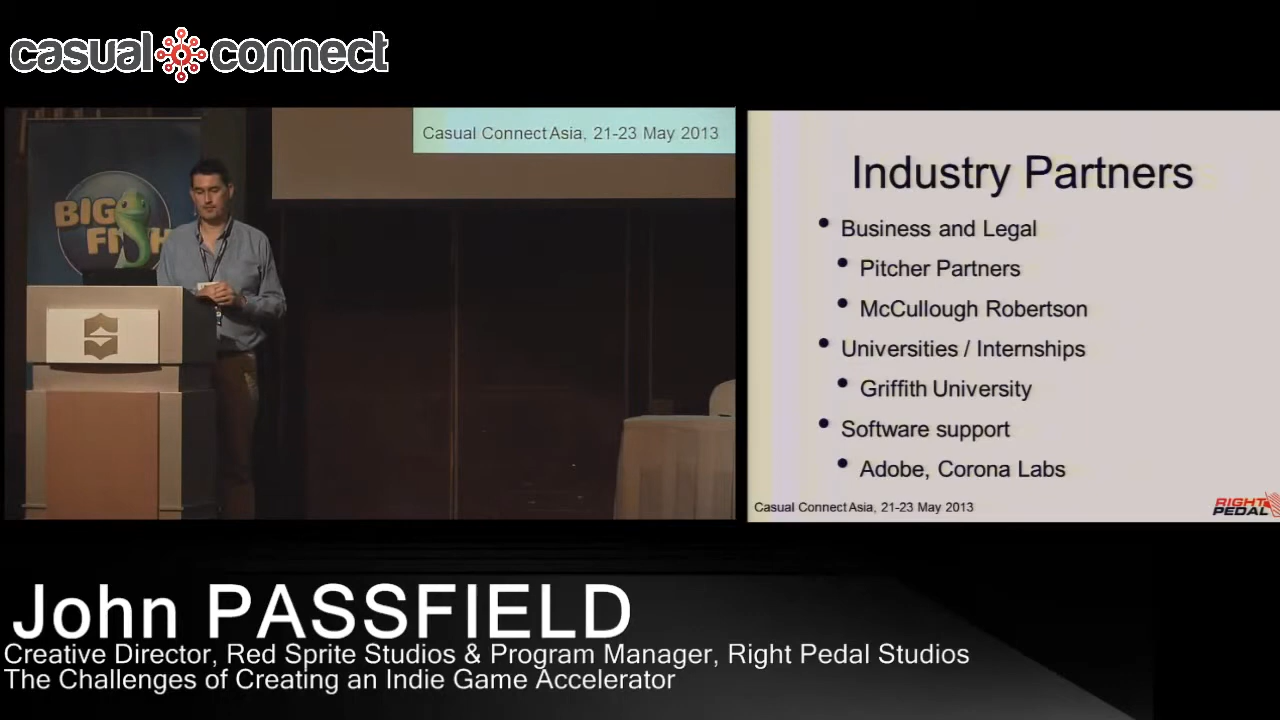 casual connect
Casual Connect Asia, 21-23 May 2013
BIG
FISH
Industry Partners
• Business and Legal
• Pitcher Partners
• McCullough Robertson
• Universities / Internships
• Griffith University
• Software support
• Adobe, Corona Labs
Casual Connect Asia, 21-23 May 2013
RIGHT
PEDAL
John PASSFIELD
Creative Director, Red Sprite Studios & Program Manager, Right Pedal Studios
The Challenges of Creating an Indie Game Accelerator